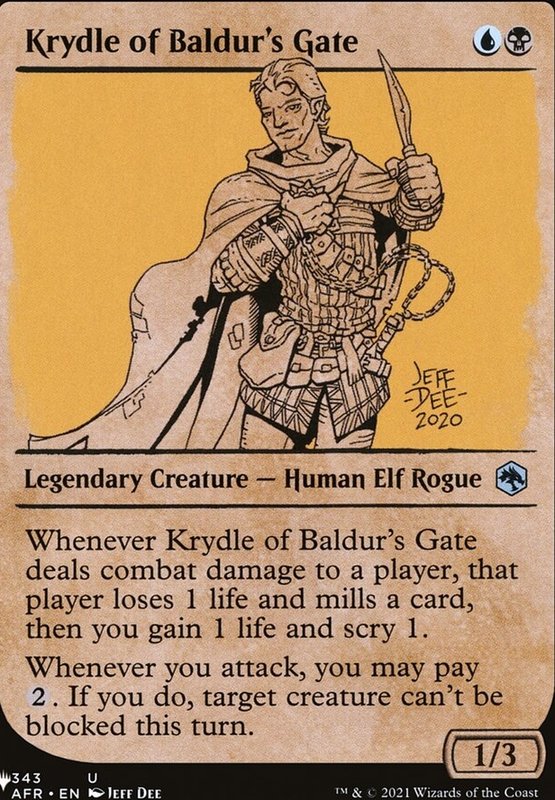 Krydle of Baldur's Gate
JEFF
-DEE-
2020
Legendary Creature — Human Elf Rogue
Whenever Krydle of Baldur's Gate
deals combat damage to a player, that
player loses 1 life and mills a card,
then you gain 1 life and scry 1.
Whenever you attack, you may pay
2. If you do, target creature can't be
blocked this turn.
1/3
343 U
AFR • EN JEFF DEE
™ & © 2021 Wizards of the Coast